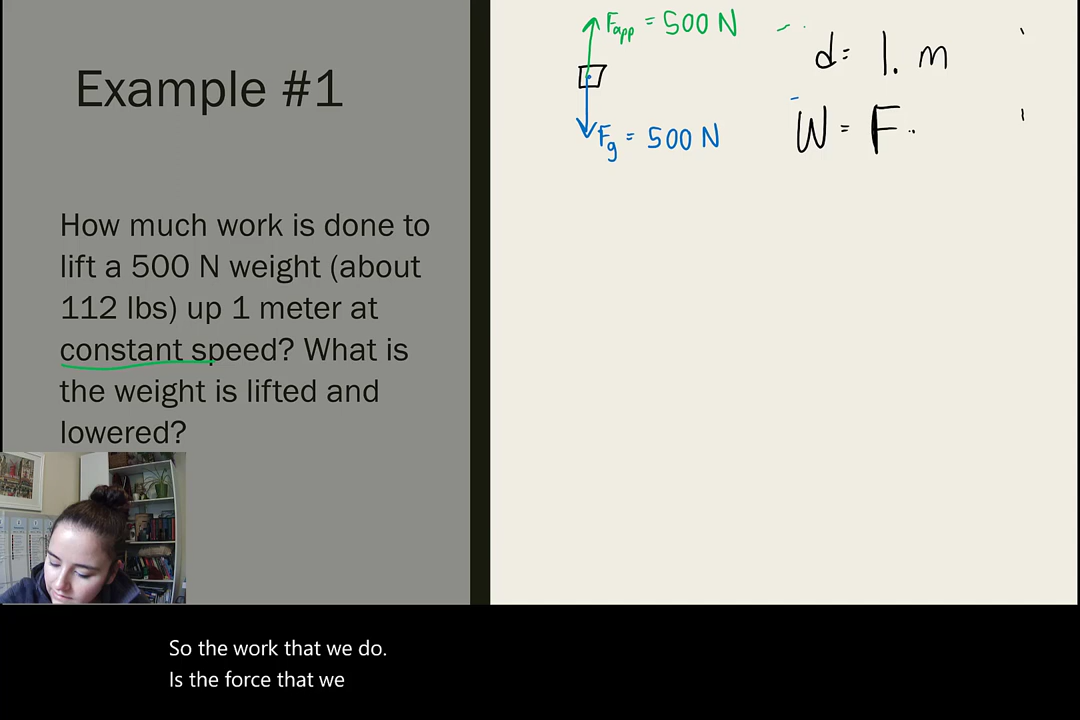 Example #1
How much work is done to
lift a 500 N weight (about
112 lbs) up 1 meter at
constant speed? What is
the weight is lifted and
lowered?
Fapp = 500 N
Fg = 500 N
d = 1. m
W = F
So the work that we do.
Is the force that we